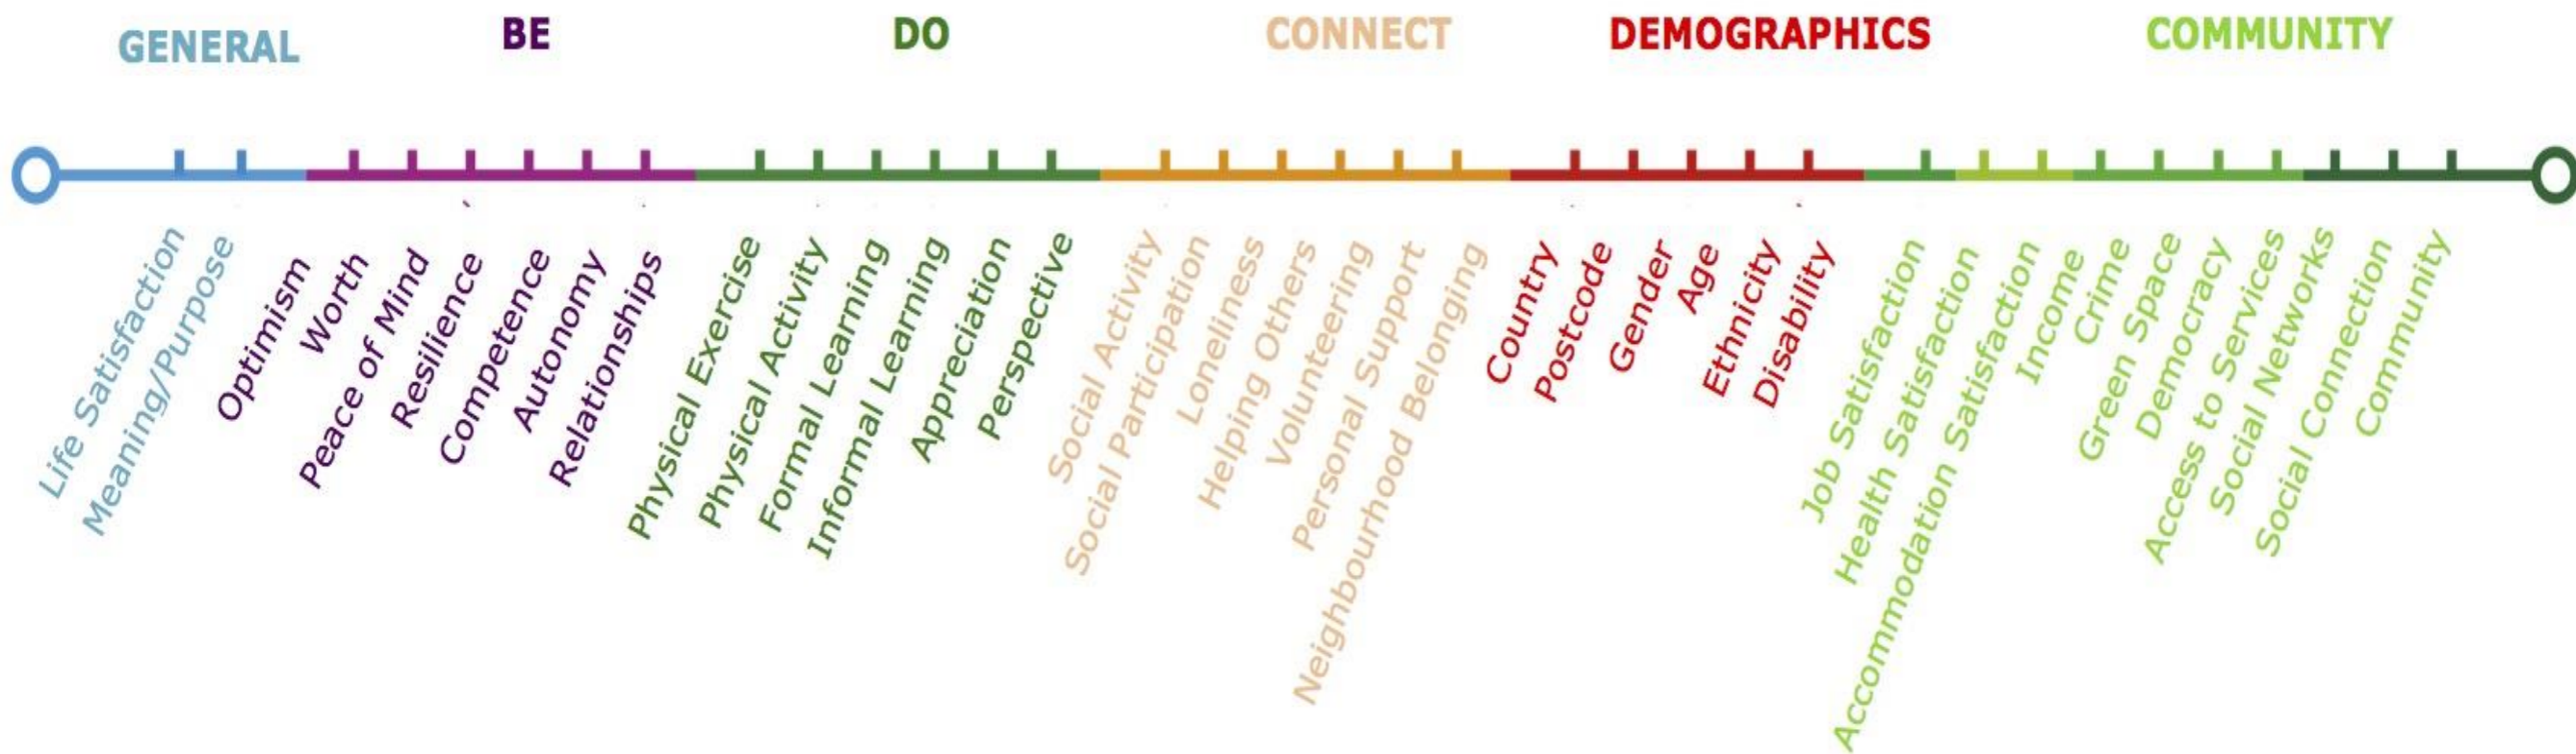 GENERAL
BE
DO
CONNECT
DEMOGRAPHICS
COMMUNITY
Life Satisfaction
Meaning/Purpose
Optimism
Worth
Peace of Mind
Resilience
Competence
Autonomy
Relationships
Physical Exercise
Physical Activity
Formal Learning
Informal Learning
Appreciation
Perspective
Social Activity
Social Participation
Loneliness
Helping Others
Volunteering
Personal Support
Neighbourhood Belonging
Country
Postcode
Gender
Age
Ethnicity
Disability
Job Satisfaction
Health Satisfaction
Accommodation Satisfaction
Income
Crime
Green Space
Democracy
Access to Services
Social Networks
Social Connection
Community